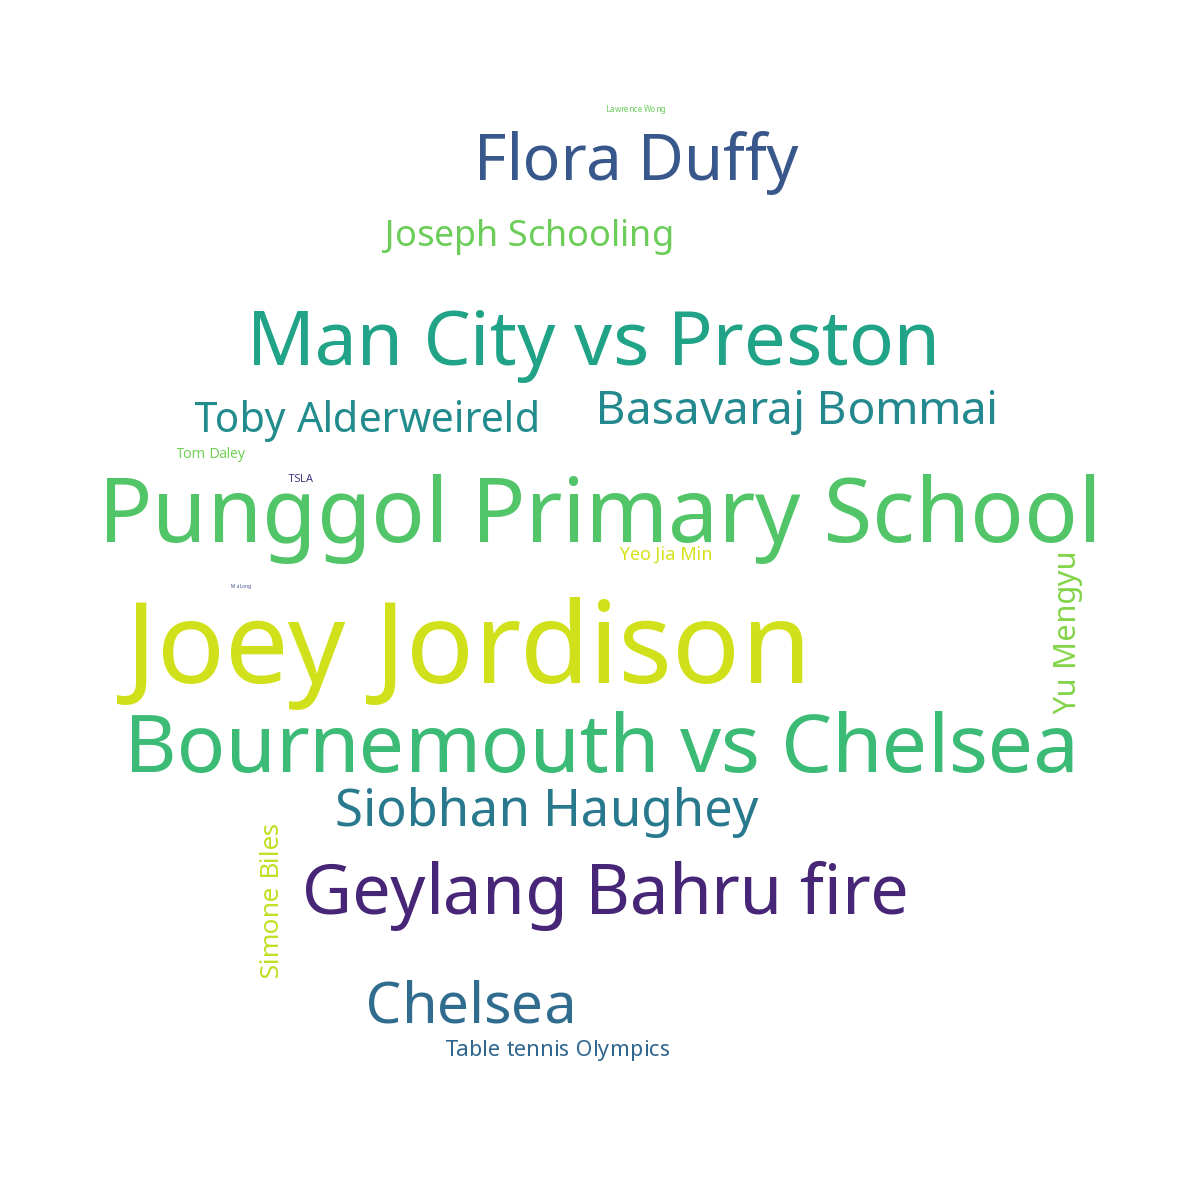 Lawrence Wong
Flora Duffy
Joseph Schooling
Man City vs Preston
Toby Alderweireld
Basavaraj Bommai
Tom Daley
TSLA
Punggol Primary School
Yeo Jia Min
Yu Mengyu
Ma Long
Joey Jordison
Bournemouth vs Chelsea
Siobhan Haughey
Simone Biles
Geylang Bahru fire
Chelsea
Table tennis Olympics